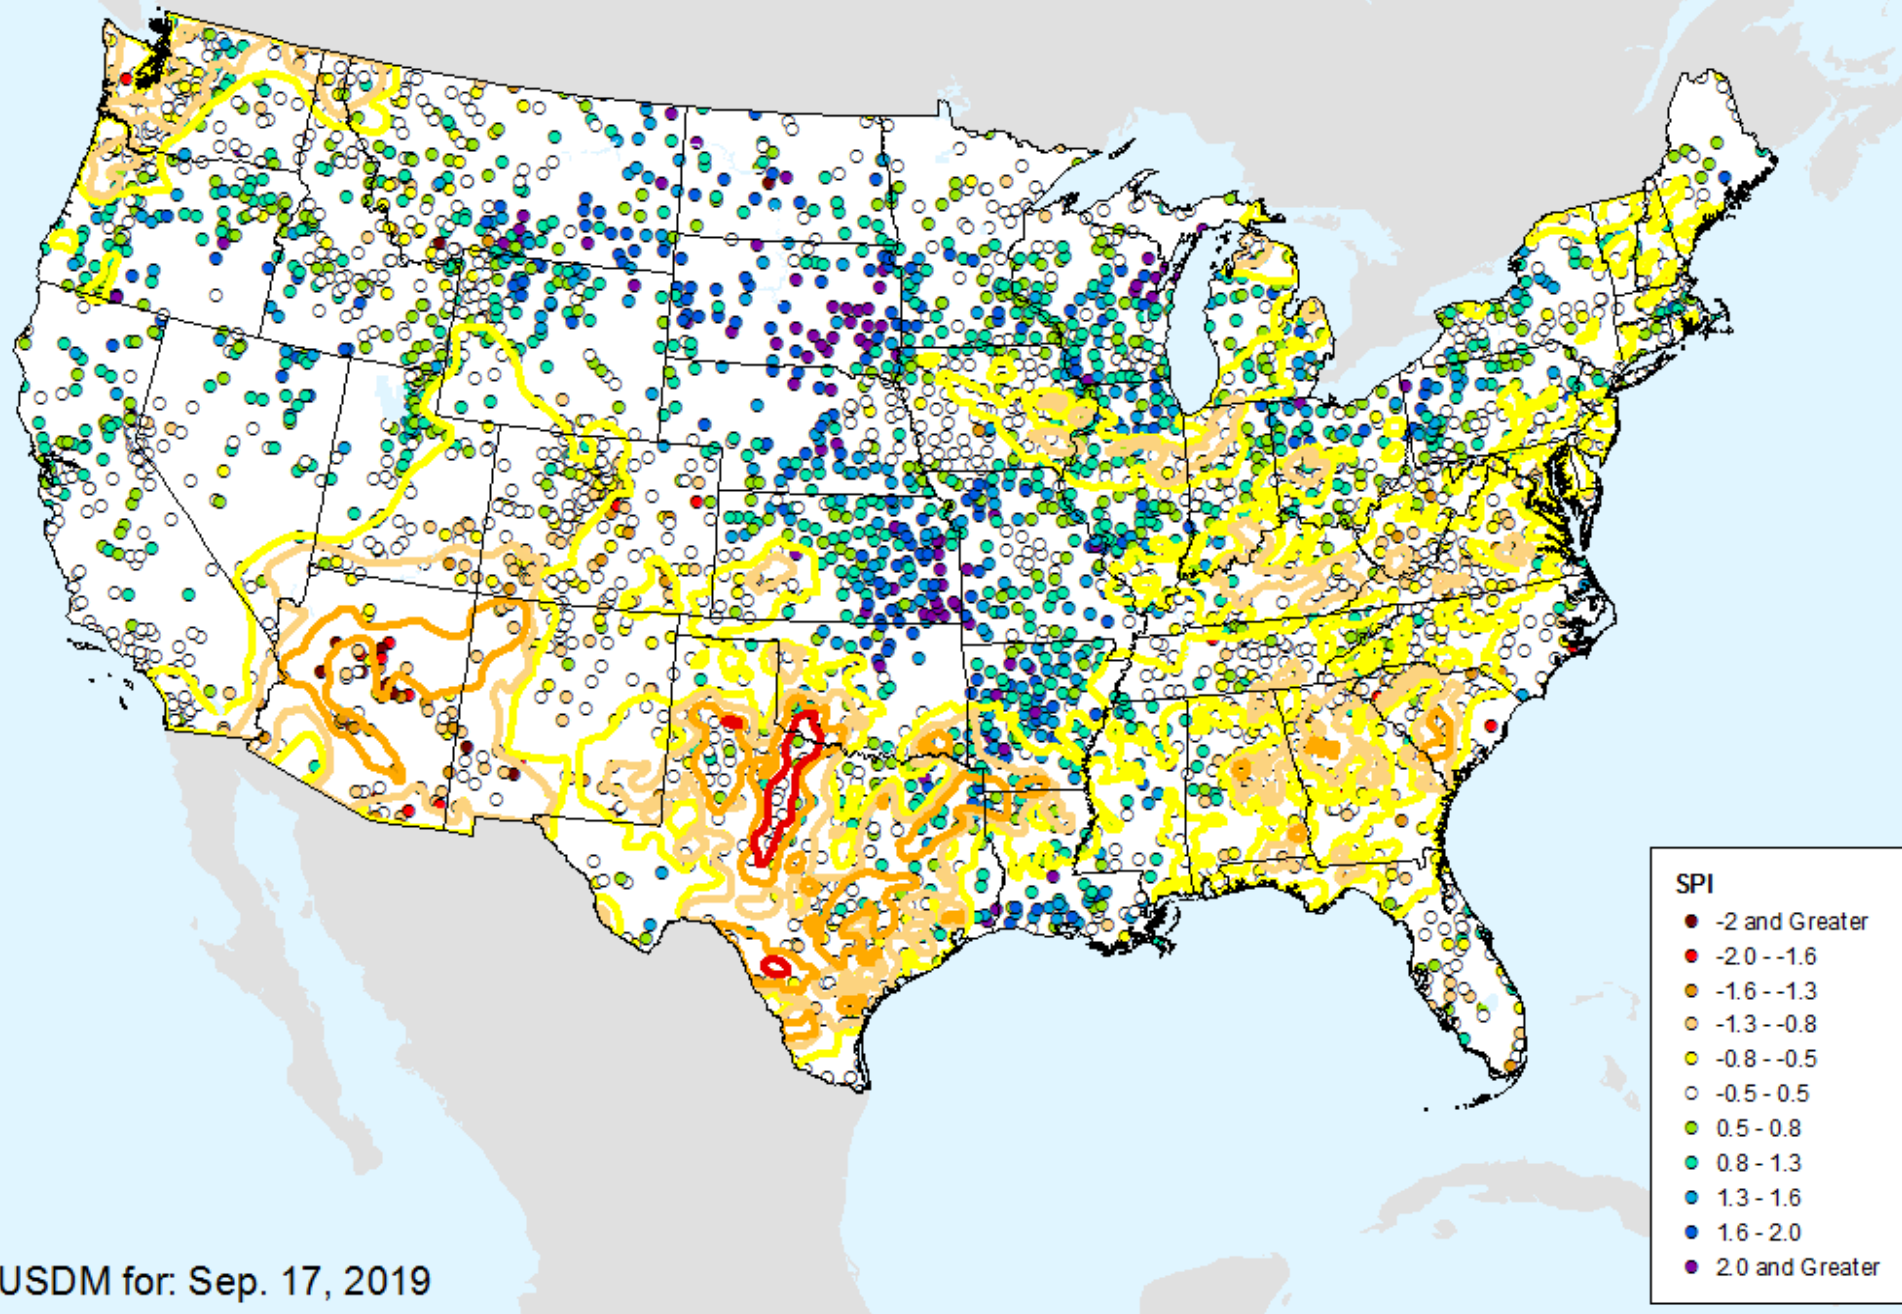 SPI
-2 and Greater
-2.0 - -1.6
-1.6 - -1.3
-1.3 - -0.8
-0.8 - -0.5
-0.5 - 0.5
0.5 - 0.8
0.8 - 1.3
1.3 - 1.6
1.6 - 2.0
2.0 and Greater
USDM for: Sep. 17, 2019